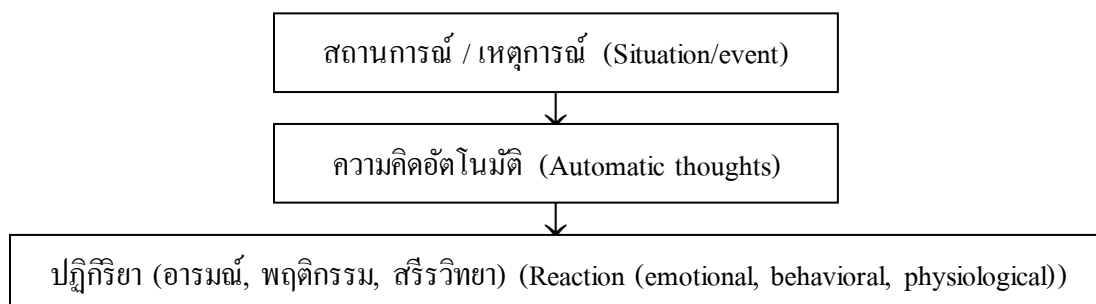 สถานการณ์ / เหตุการณ์ (Situation/event)
ความคิดอัตโนมัติ (Automatic thoughts)
ปฏิกิริยา (อารมณ์, พฤติกรรม, สรีรวิทยา) (Reaction (emotional, behavioral, physiological))